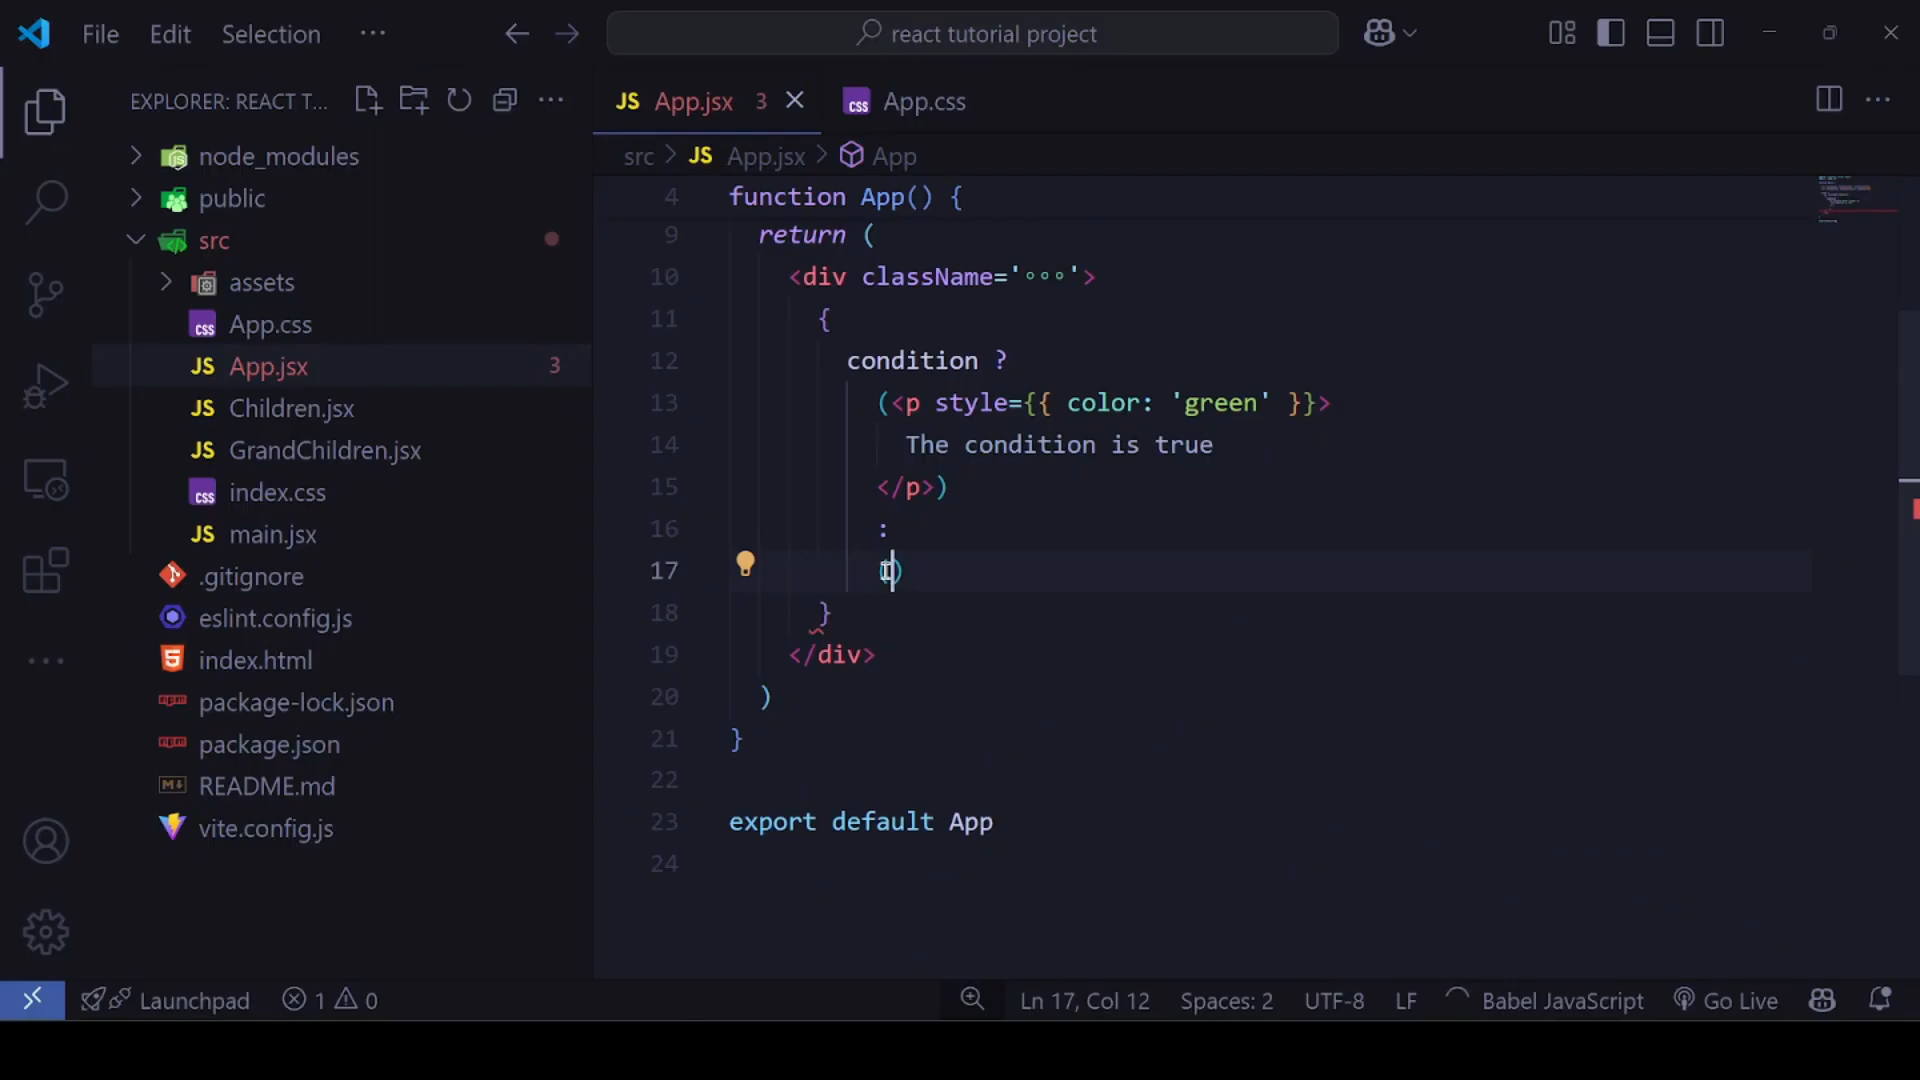 File Edit Selection ···
react tutorial project
EXPLORER: REACT T...
node_modules
public
src
assets
App.css
JS App.jsx 3
JS Children.jsx
JS GrandChildren.jsx
index.css
JS main.jsx
.gitignore
eslint.config.js
index.html
package-lock.json
package.json
README.md
vite.config.js
JS App.jsx 3
css App.css
src > JS App.jsx > App
4 function App() {
9 return (
10 <div className='∘∘∘'>
11 {
12 condition ?
13 (<p style={{ color: 'green' }}>
14 The condition is true
15 </p>)
16 :
17 ()
18 }
19 </div>
20 )
21 }
22
23 export default App
24
Launchpad 1 0
Ln 17, Col 12 Spaces: 2 UTF-8 LF Babel JavaScript Go Live